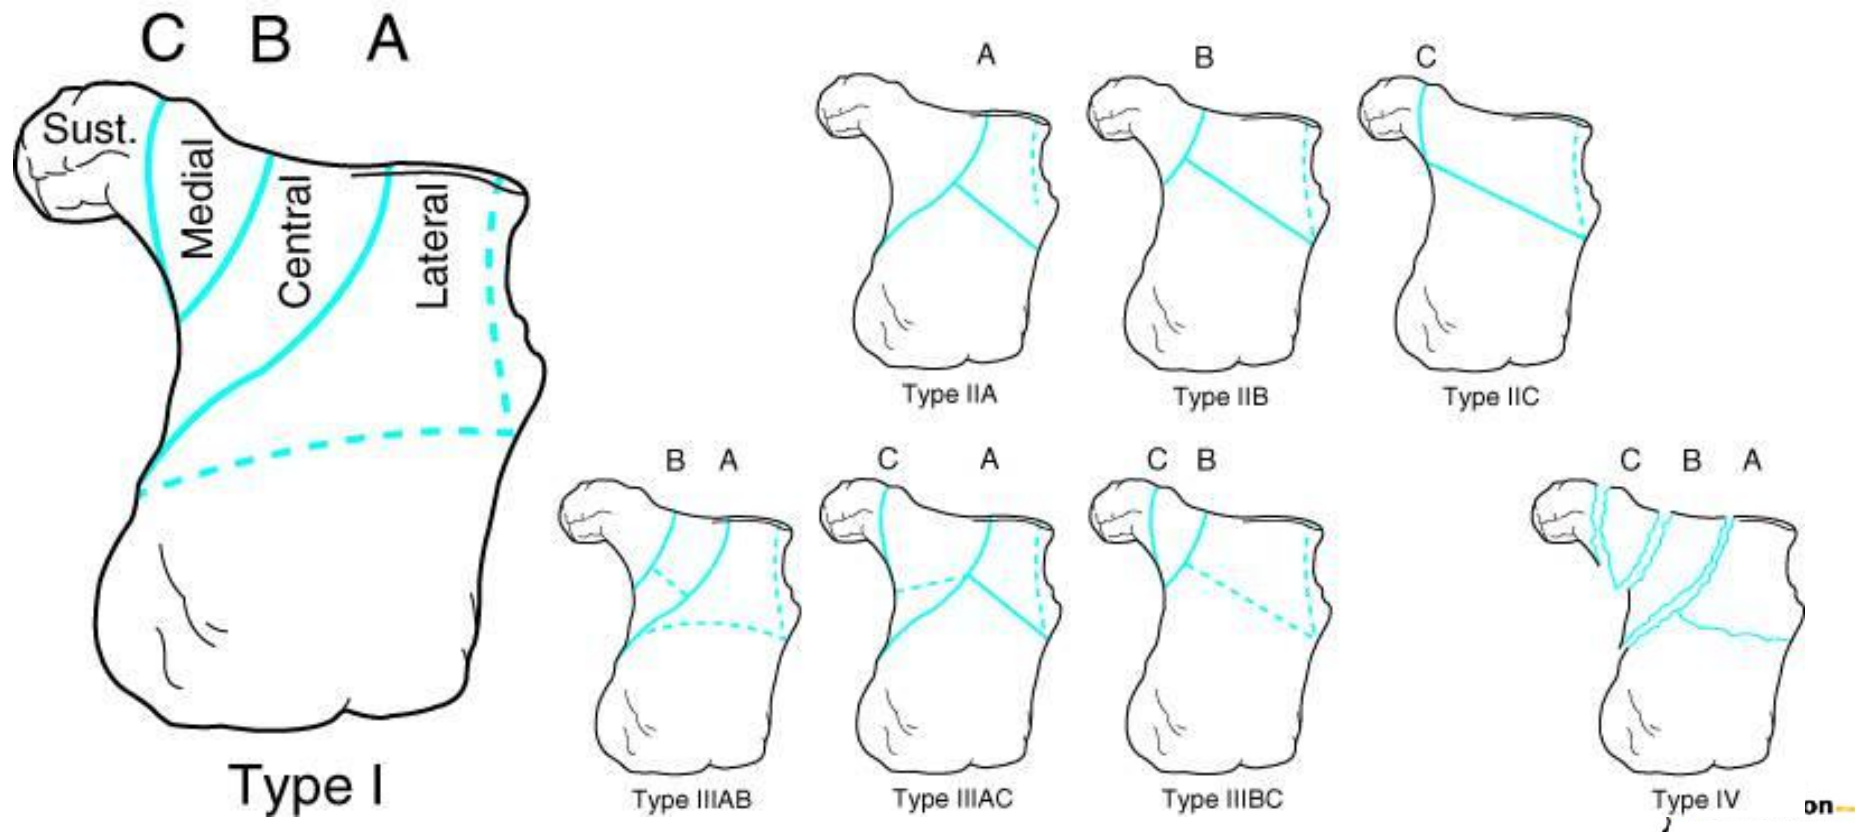 C B A
Sust.
Medial
Central
Lateral
Type I
A
Type IIA
B
Type IIB
C
Type IIC
B A
Type IIIAB
C A
Type IIIAC
C B
Type IIIBC
C B A
Type IV
on